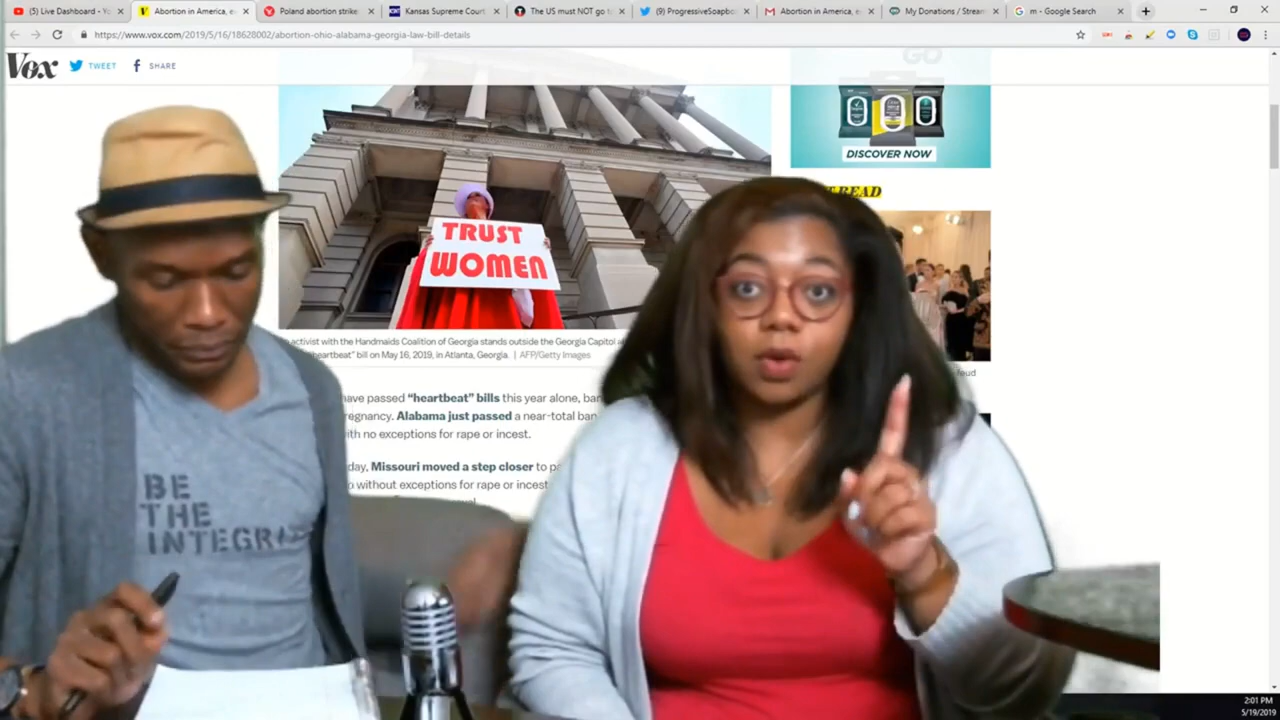 (5) Live Dashboard - Yo
Abortion in America, e
Poland abortion strike
Kansas Supreme Court
The US must NOT go t
(9) ProgressiveSoapb
Abortion in America, e
My Donations / Stream
m - Google Search
https://www.vox.com/2019/5/16/18628002/abortion-ohio-alabama-georgia-law-bill-details
Vox
TWEET
SHARE
GO
DISCOVER NOW
READ
TRUST
WOMEN
activist with the Handmaids Coalition of Georgia stands outside the Georgia Capitol
"heartbeat" bill on May 16, 2019, in Atlanta, Georgia. | AFP/Getty Images
feud
have passed "heartbeat" bills this year alone, ban
regnancy. Alabama just passed a near-total ban
ith no exceptions for rape or incest.
day, Missouri moved a step closer to pa
without exceptions for rape or incest
BE
THE
INTEGRA
2:01 PM
5/19/2019